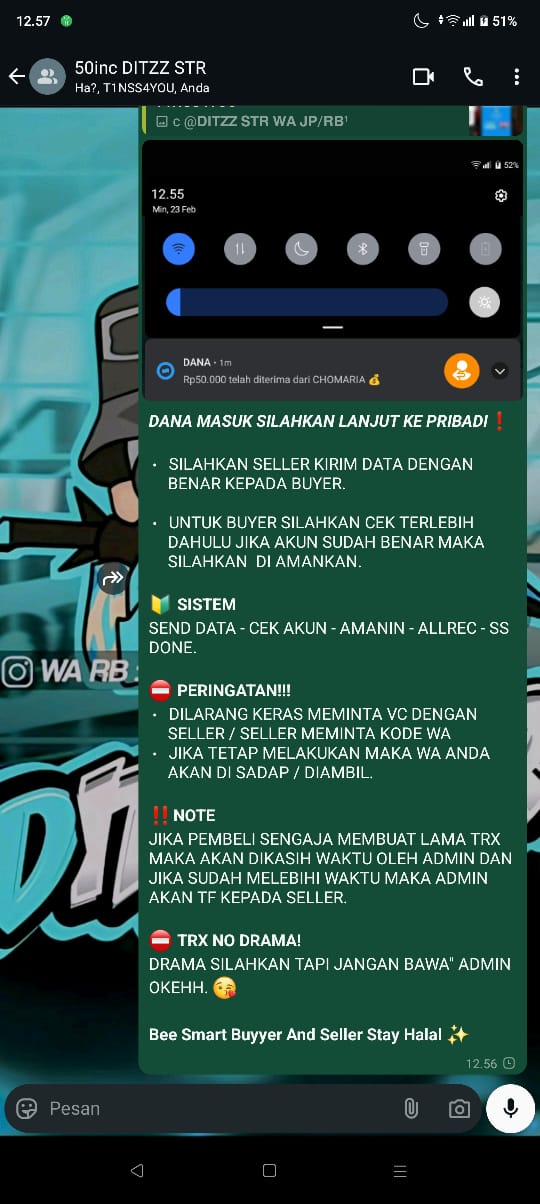 12.57
51%
50inc DITZZ STR
Ha?, T1NSS4YOU, Anda
c @DITZZ STR WA JP/RB¹
52%
12.55
Min, 23 Feb
DANA • 1m
Rp50.000 telah diterima dari CHOMARIA 💰
DANA MASUK SILAHKAN LANJUT KE PRIBADI❗
• SILAHKAN SELLER KIRIM DATA DENGAN
BENAR KEPADA BUYER.
• UNTUK BUYER SILAHKAN CEK TERLEBIH
DAHULU JIKA AKUN SUDAH BENAR MAKA
SILAHKAN DI AMANKAN.
🔰 SISTEM
SEND DATA - CEK AKUN - AMANIN - ALLREC - SS
DONE.
WA RB :
⛔ PERINGATAN!!!
• DILARANG KERAS MEMINTA VC DENGAN
SELLER / SELLER MEMINTA KODE WA
• JIKA TETAP MELAKUKAN MAKA WA ANDA
AKAN DI SADAP / DIAMBIL.
‼️NOTE
JIKA PEMBELI SENGAJA MEMBUAT LAMA TRX
MAKA AKAN DIKASIH WAKTU OLEH ADMIN DAN
JIKA SUDAH MELEBIHI WAKTU MAKA ADMIN
AKAN TF KEPADA SELLER.
⛔ TRX NO DRAMA!
DRAMA SILAHKAN TAPI JANGAN BAWA" ADMIN
OKEHH. 😘
Bee Smart Buyyer And Seller Stay Halal ✨
12.56
Pesan